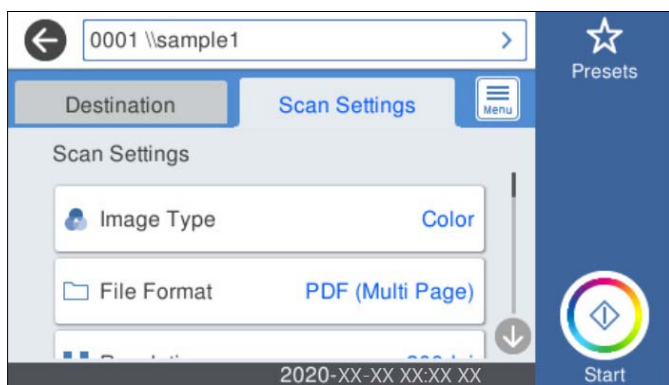 0001 \\sample1
Presets
Destination
Scan Settings
Menu
Scan Settings
Image Type
Color
File Format
PDF (Multi Page)
2020-XX-XX XX:XX XX
Start